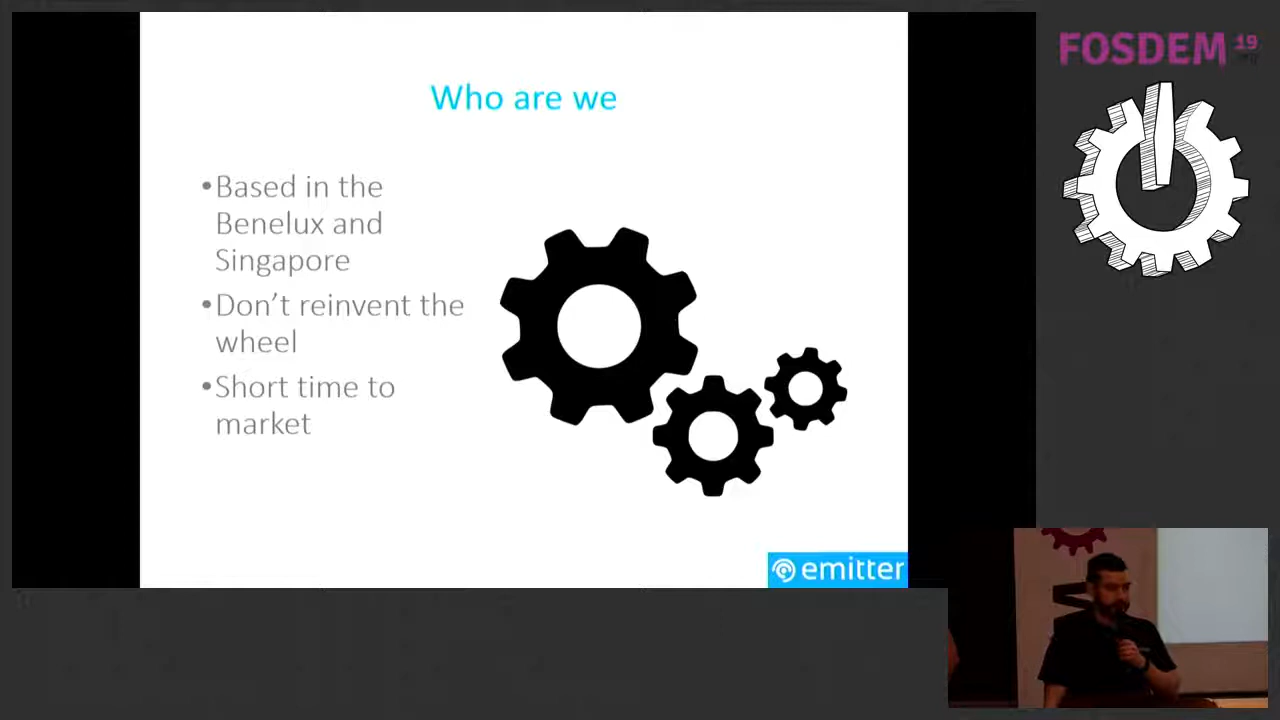 FOSDEM 19
Who are we
•Based in the
Benelux and
Singapore
•Don't reinvent the
wheel
•Short time to
market
emitter